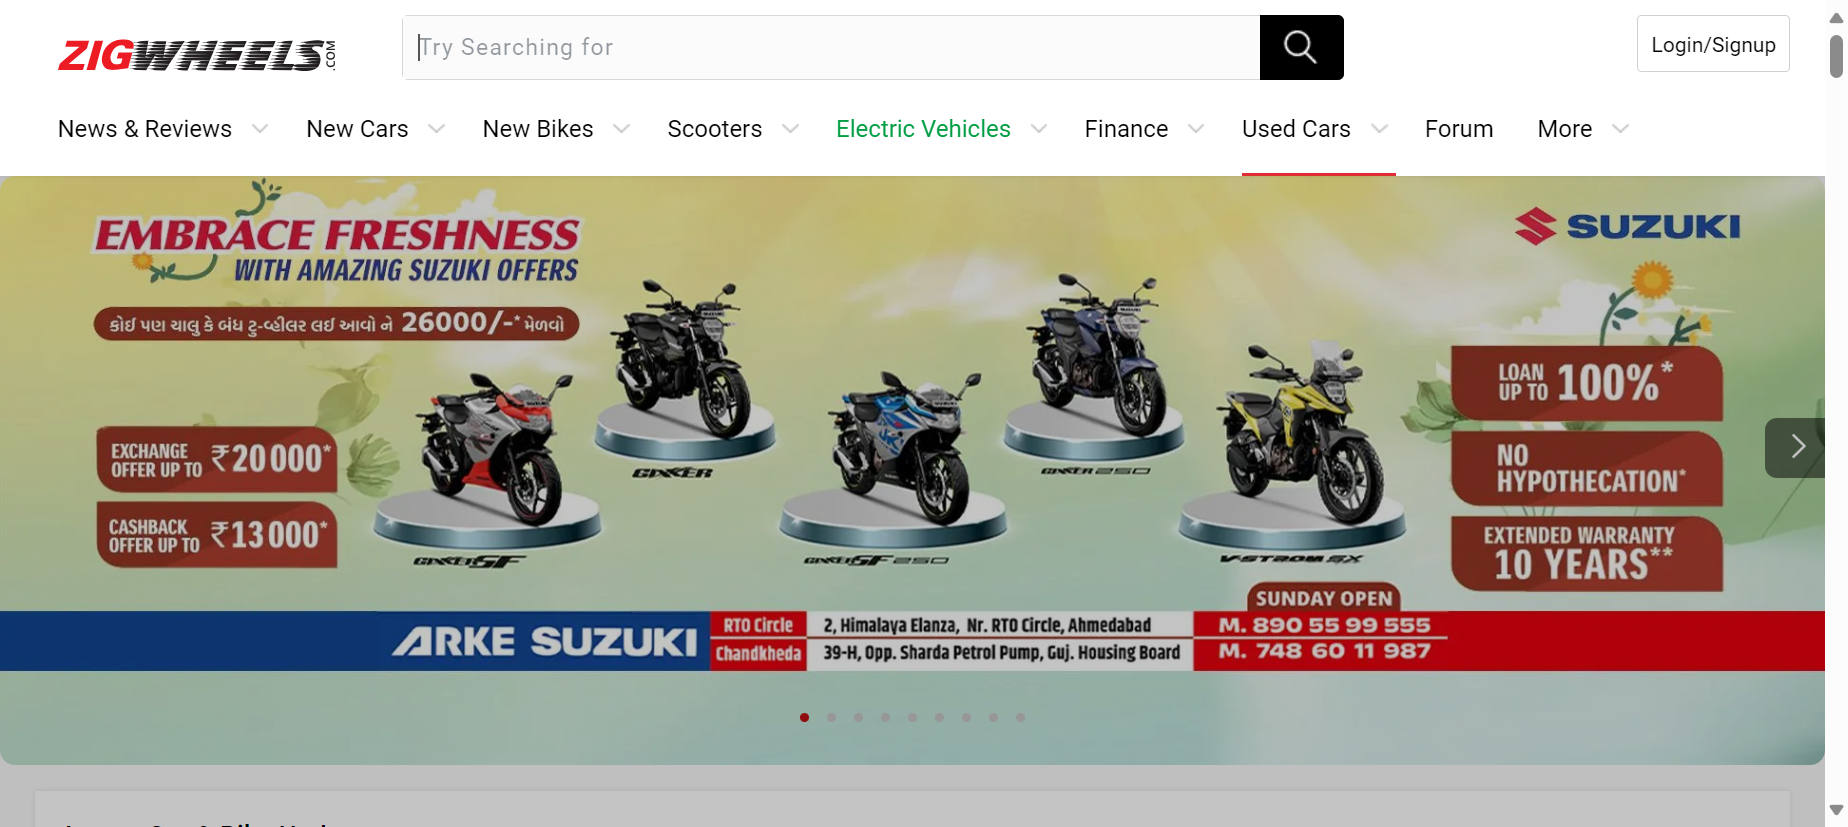 ZIGWHEELS.COM
Try Searching for
Login/Signup
News & Reviews
New Cars
New Bikes
Scooters
Electric Vehicles
Finance
Used Cars
Forum
More
EMBRACE FRESHNESS
WITH AMAZING SUZUKI OFFERS
SUZUKI
કોઈ પણ ચાલુ કે બંધ ટુ-વ્હીલર લઈ આવો ને 26000/-* મેળવો
EXCHANGE
OFFER UP TO ₹20000*
CASHBACK
OFFER UP TO ₹13000*
GIXXER
GIXXER 250
GIXXER SF
GIXXER SF 250
V-STROM SX
LOAN
UP TO 100%*
NO
HYPOTHECATION*
EXTENDED WARRANTY
10 YEARS**
SUNDAY OPEN
ARKE SUZUKI
RTO Circle
2, Himalaya Elanza, Nr. RTO Circle, Ahmedabad
M. 890 55 99 555
Chandkheda
39-H, Opp. Sharda Petrol Pump, Guj. Housing Board
M. 748 60 11 987